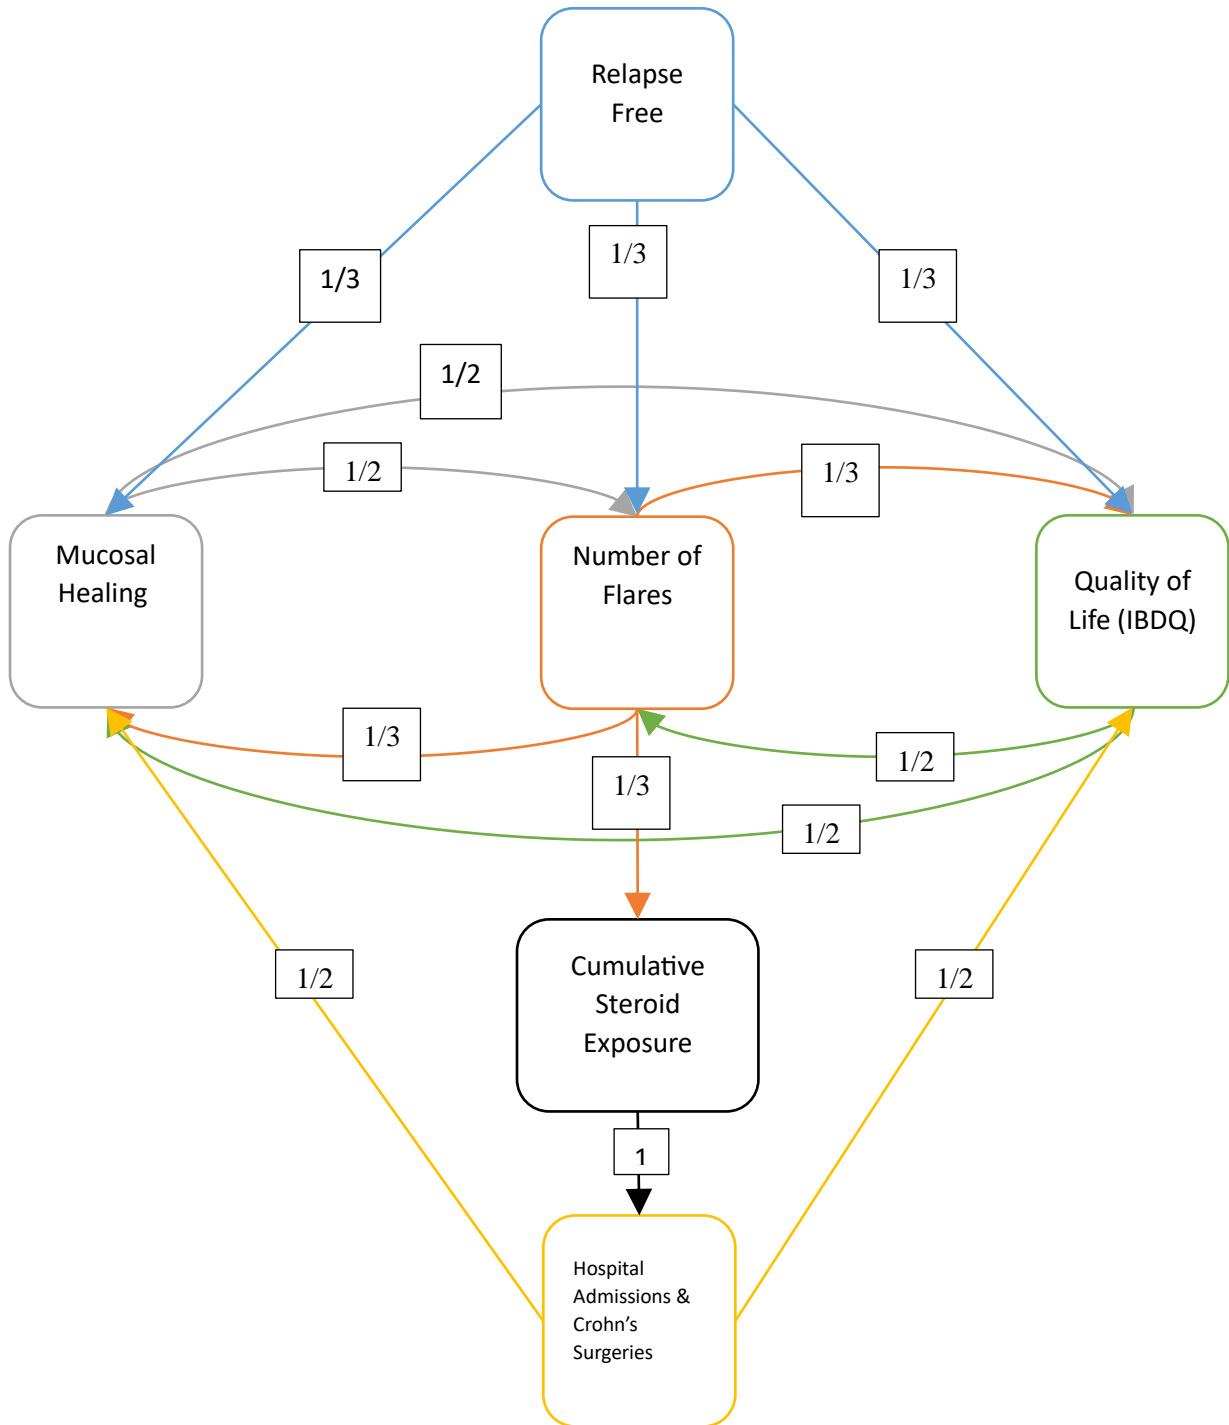 Relapse
Free
1/3
1/3
1/3
1/2
1/2
1/3
Mucosal
Healing
Number of
Flares
Quality of
Life (IBDQ)
1/3
1/3
1/2
1/2
Cumulative
Steroid
Exposure
1/2
1/2
1
Hospital
Admissions &
Crohn’s
Surgeries